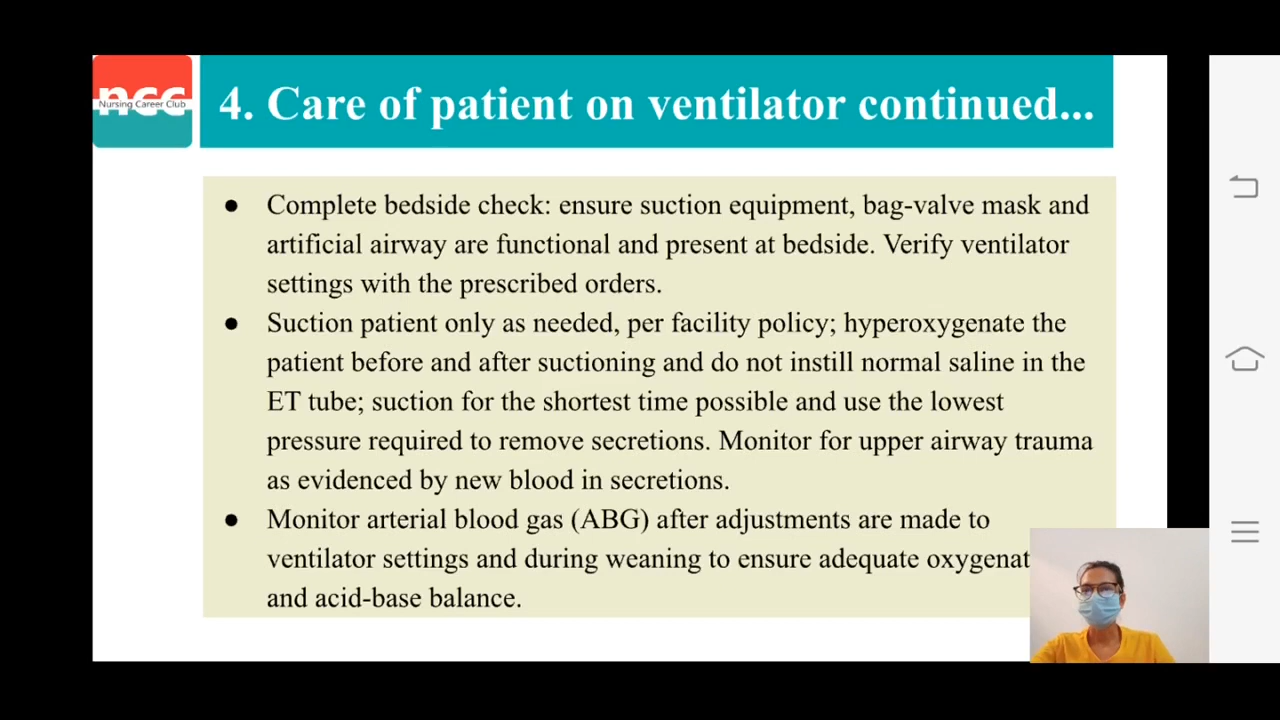 ncc
Nursing Career Club
4. Care of patient on ventilator continued...
● Complete bedside check: ensure suction equipment, bag-valve mask and
artificial airway are functional and present at bedside. Verify ventilator
settings with the prescribed orders.
● Suction patient only as needed, per facility policy; hyperoxygenate the
patient before and after suctioning and do not instill normal saline in the
ET tube; suction for the shortest time possible and use the lowest
pressure required to remove secretions. Monitor for upper airway trauma
as evidenced by new blood in secretions.
● Monitor arterial blood gas (ABG) after adjustments are made to
ventilator settings and during weaning to ensure adequate oxygenat
and acid-base balance.